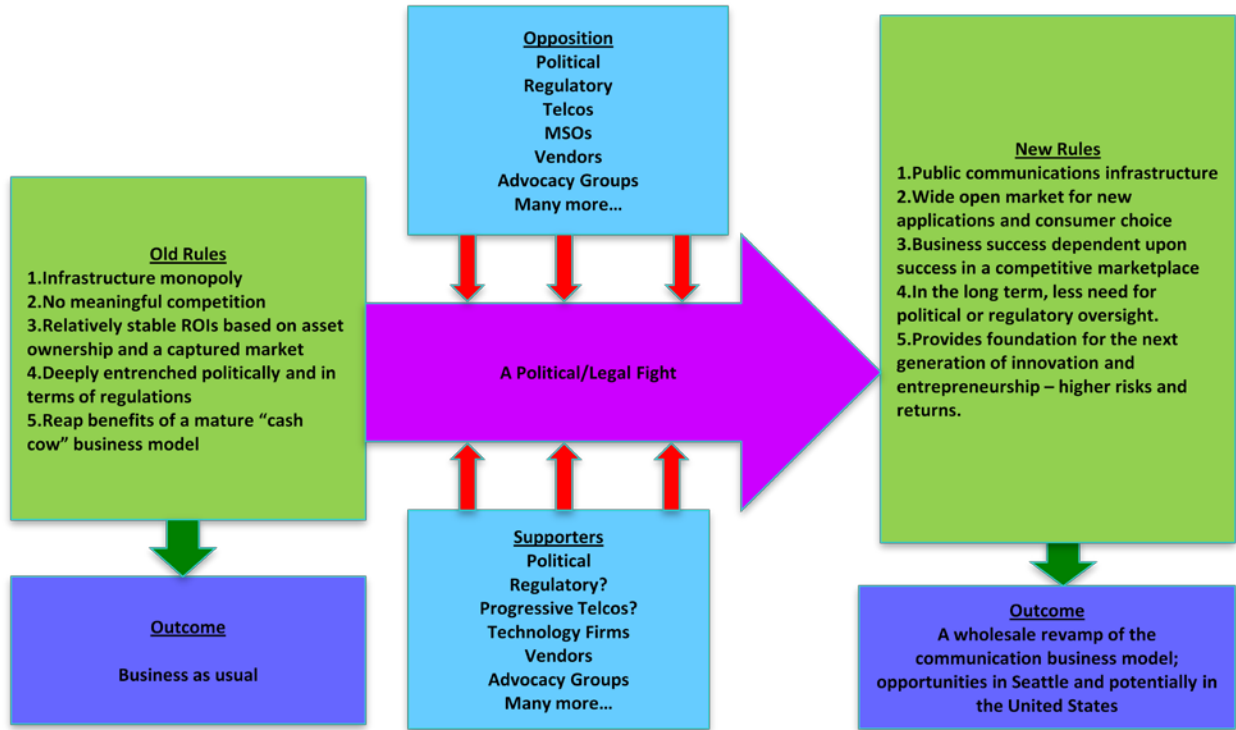 Old Rules
1.Infrastructure monopoly
2.No meaningful competition
3.Relatively stable ROIs based on asset
ownership and a captured market
4.Deeply entrenched politically and in
terms of regulations
5.Reap benefits of a mature “cash
cow” business model
Outcome
Business as usual
Opposition
Political
Regulatory
Telcos
MSOs
Vendors
Advocacy Groups
Many more…
A Political/Legal Fight
Supporters
Political
Regulatory?
Progressive Telcos?
Technology Firms
Vendors
Advocacy Groups
Many more…
New Rules
1.Public communications infrastructure
2.Wide open market for new
applications and consumer choice
3.Business success dependent upon
success in a competitive marketplace
4.In the long term, less need for
political or regulatory oversight.
5.Provides foundation for the next
generation of innovation and
entrepreneurship – higher risks and
returns.
Outcome
A wholesale revamp of the
communication business model;
opportunities in Seattle and potentially in
the United States